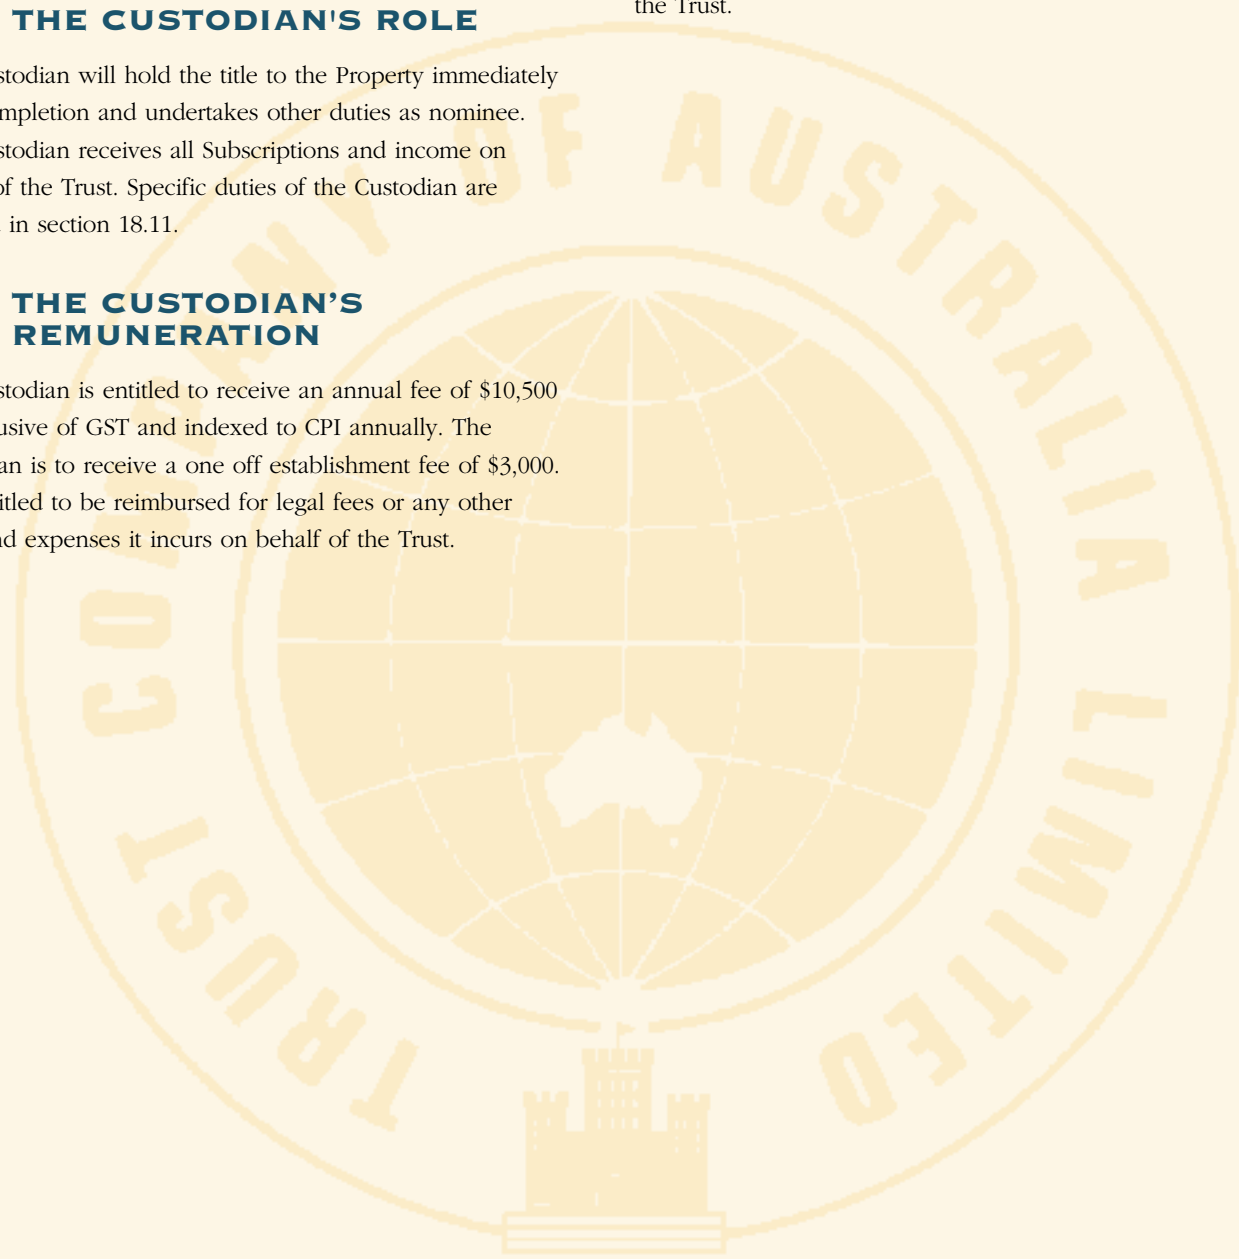 THE CUSTODIAN'S ROLE
stodian will hold the title to the Property immediately
mpletion and undertakes other duties as nominee.
stodian receives all Subscriptions and income on
of the Trust. Specific duties of the Custodian are
in section 18.11.
THE CUSTODIAN’S
REMUNERATION
stodian is entitled to receive an annual fee of $10,500
usive of GST and indexed to CPI annually. The
an is to receive a one off establishment fee of $3,000.
itled to be reimbursed for legal fees or any other
nd expenses it incurs on behalf of the Trust.
the Trust.
TRUST COMPANY OF AUSTRALIA LIMITED